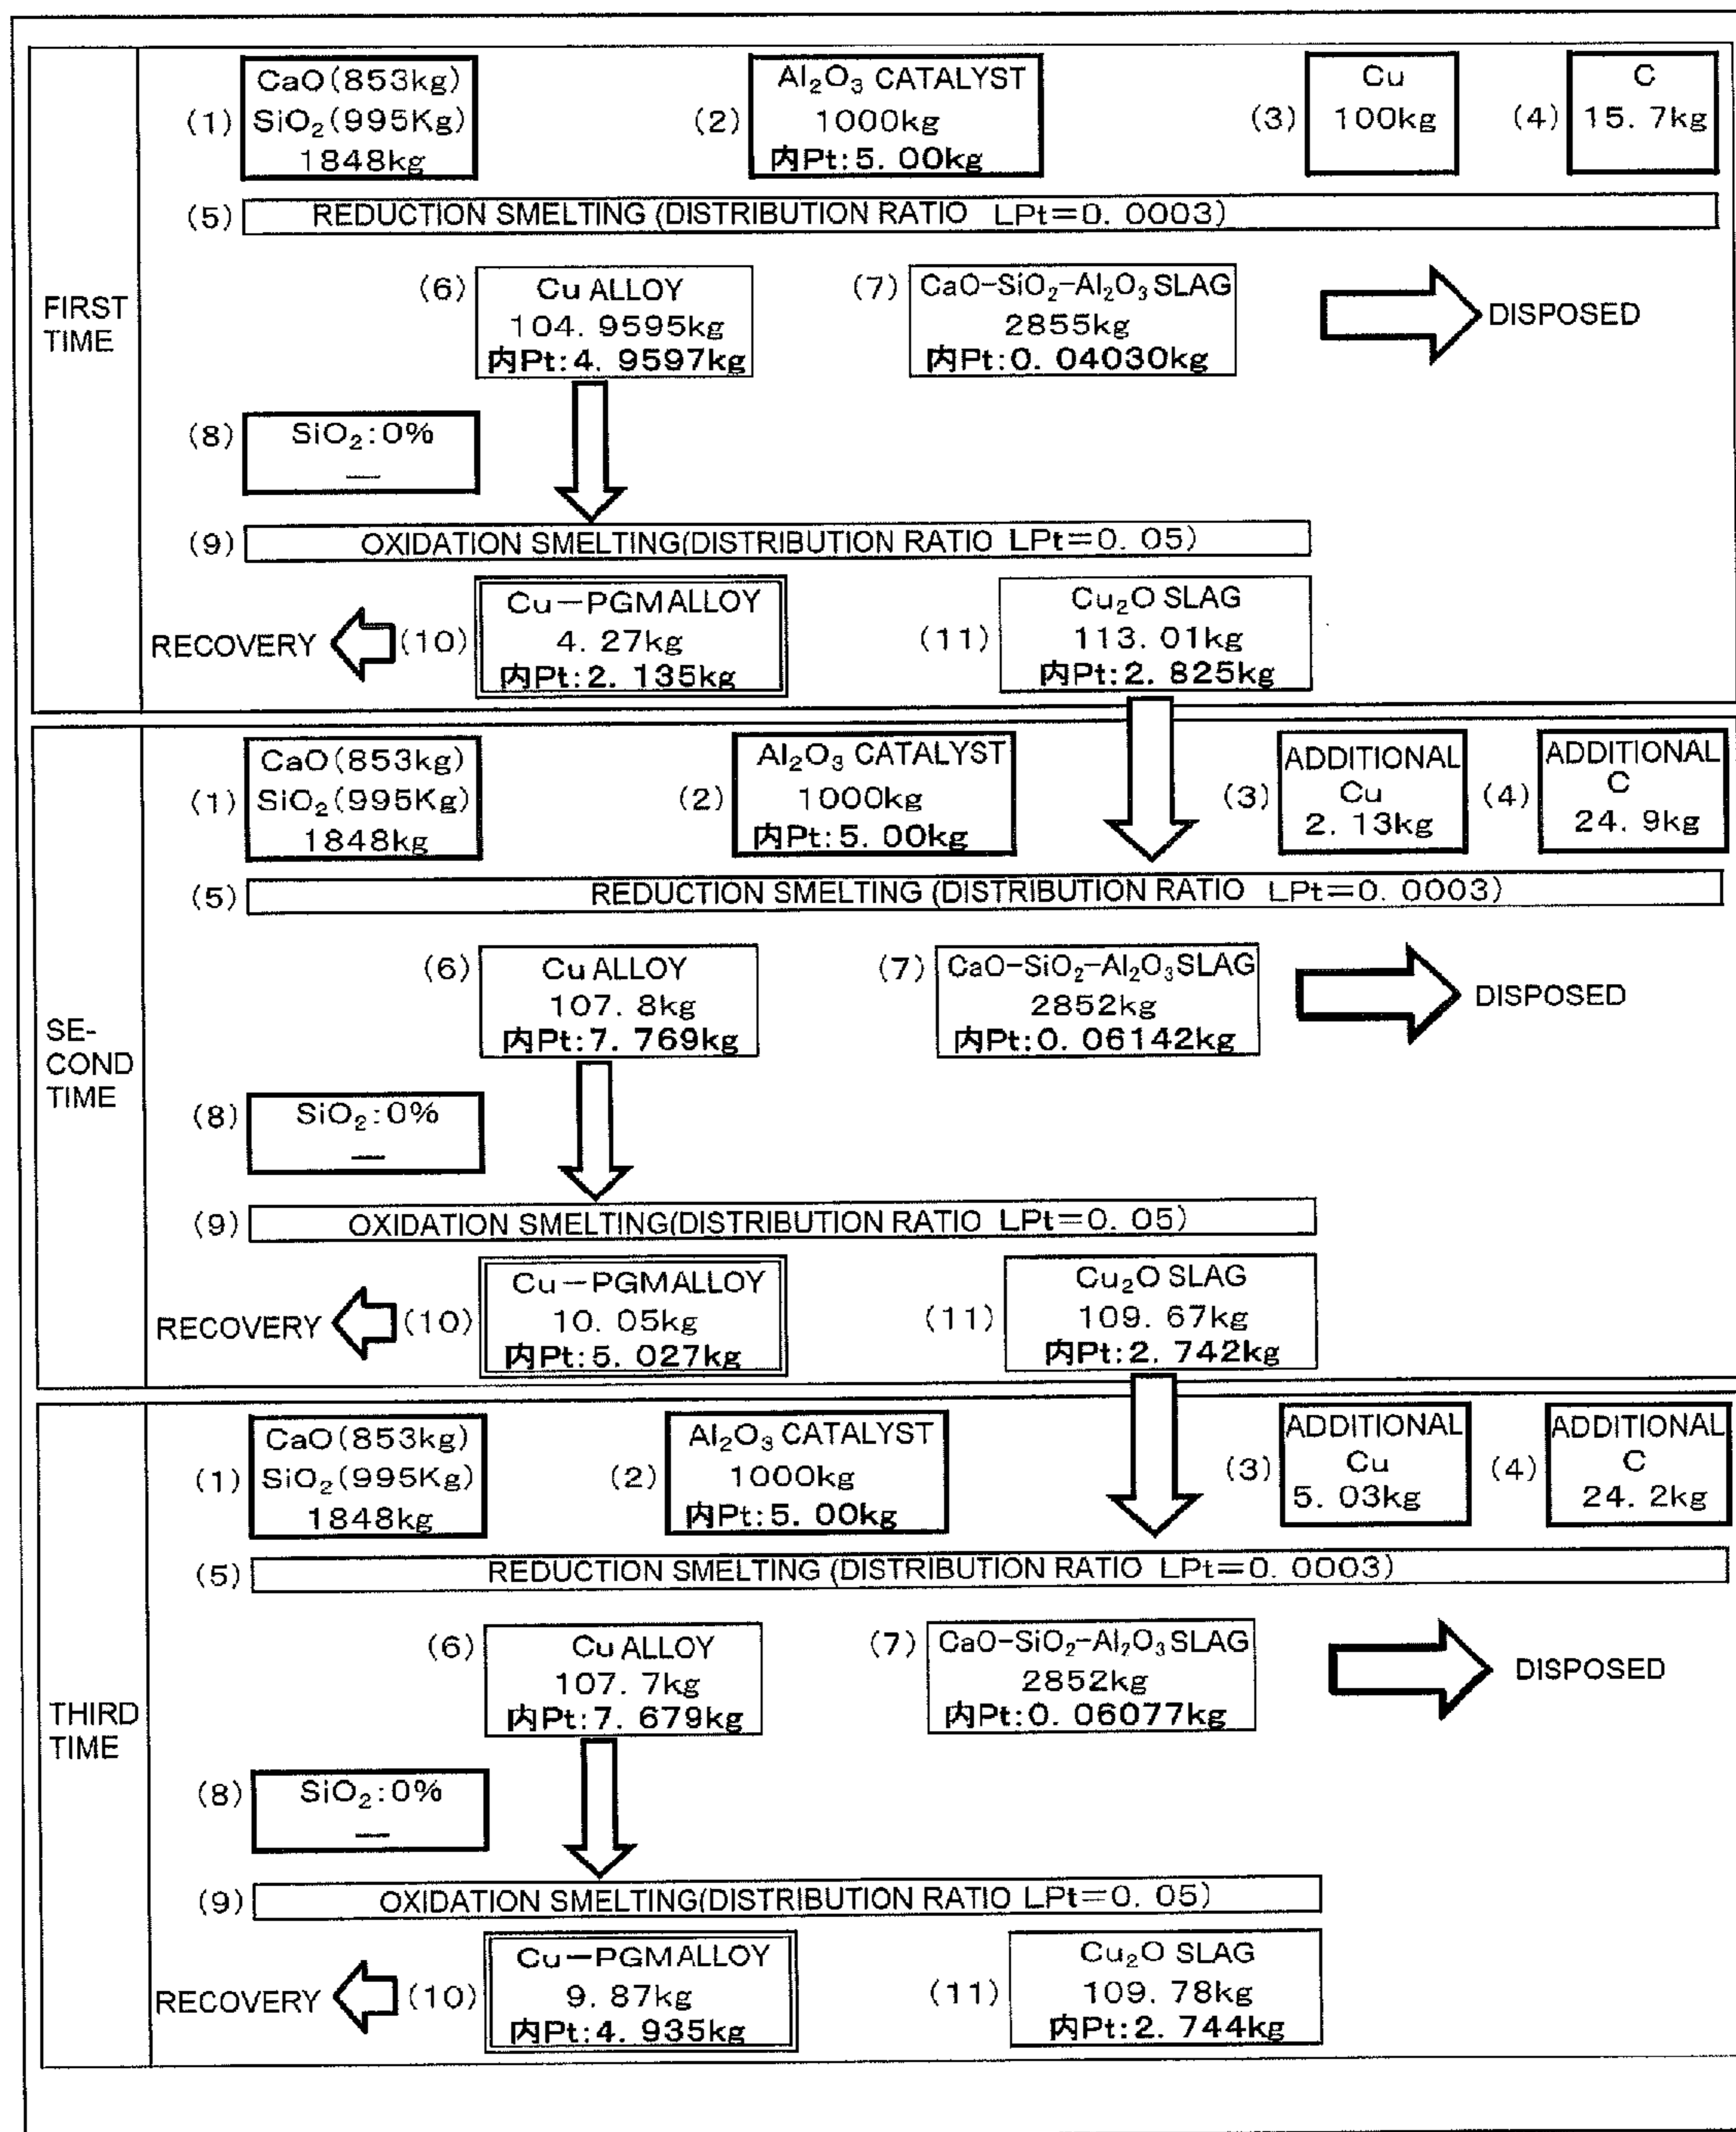 FIRST
TIME
(1) CaO(853kg)
SiO₂(995Kg)
1848kg
(2) Al₂O₃ CATALYST
1000kg
内Pt:5. 00kg
(3) Cu
100kg
(4) C
15. 7kg
(5) REDUCTION SMELTING (DISTRIBUTION RATIO LPt=0. 0003)
(6) Cu ALLOY
104. 9595kg
内Pt:4. 9597kg
(7) CaO-SiO₂-Al₂O₃ SLAG
2855kg
内Pt:0. 04030kg
DISPOSED
(8) SiO₂:0%
—
(9) OXIDATION SMELTING(DISTRIBUTION RATIO LPt=0. 05)
RECOVERY
(10) Cu-PGMALLOY
4. 27kg
内Pt:2. 135kg
(11) Cu₂O SLAG
113. 01kg
内Pt:2. 825kg
SE-
COND
TIME
(1) CaO(853kg)
SiO₂(995Kg)
1848kg
(2) Al₂O₃ CATALYST
1000kg
内Pt:5. 00kg
(3) ADDITIONAL
Cu
2. 13kg
(4) ADDITIONAL
C
24. 9kg
(5) REDUCTION SMELTING (DISTRIBUTION RATIO LPt=0. 0003)
(6) Cu ALLOY
107. 8kg
内Pt:7. 769kg
(7) CaO-SiO₂-Al₂O₃SLAG
2852kg
内Pt:0. 06142kg
DISPOSED
(8) SiO₂:0%
—
(9) OXIDATION SMELTING(DISTRIBUTION RATIO LPt=0. 05)
RECOVERY
(10) Cu-PGMALLOY
10. 05kg
内Pt:5. 027kg
(11) Cu₂O SLAG
109. 67kg
内Pt:2. 742kg
THIRD
TIME
(1) CaO(853kg)
SiO₂(995Kg)
1848kg
(2) Al₂O₃ CATALYST
1000kg
内Pt:5. 00kg
(3) ADDITIONAL
Cu
5. 03kg
(4) ADDITIONAL
C
24. 2kg
(5) REDUCTION SMELTING (DISTRIBUTION RATIO LPt=0. 0003)
(6) Cu ALLOY
107. 7kg
内Pt:7. 679kg
(7) CaO-SiO₂-Al₂O₃SLAG
2852kg
内Pt:0. 06077kg
DISPOSED
(8) SiO₂:0%
—
(9) OXIDATION SMELTING(DISTRIBUTION RATIO LPt=0. 05)
RECOVERY
(10) Cu-PGMALLOY
9. 87kg
内Pt:4. 935kg
(11) Cu₂O SLAG
109. 78kg
内Pt:2. 744kg